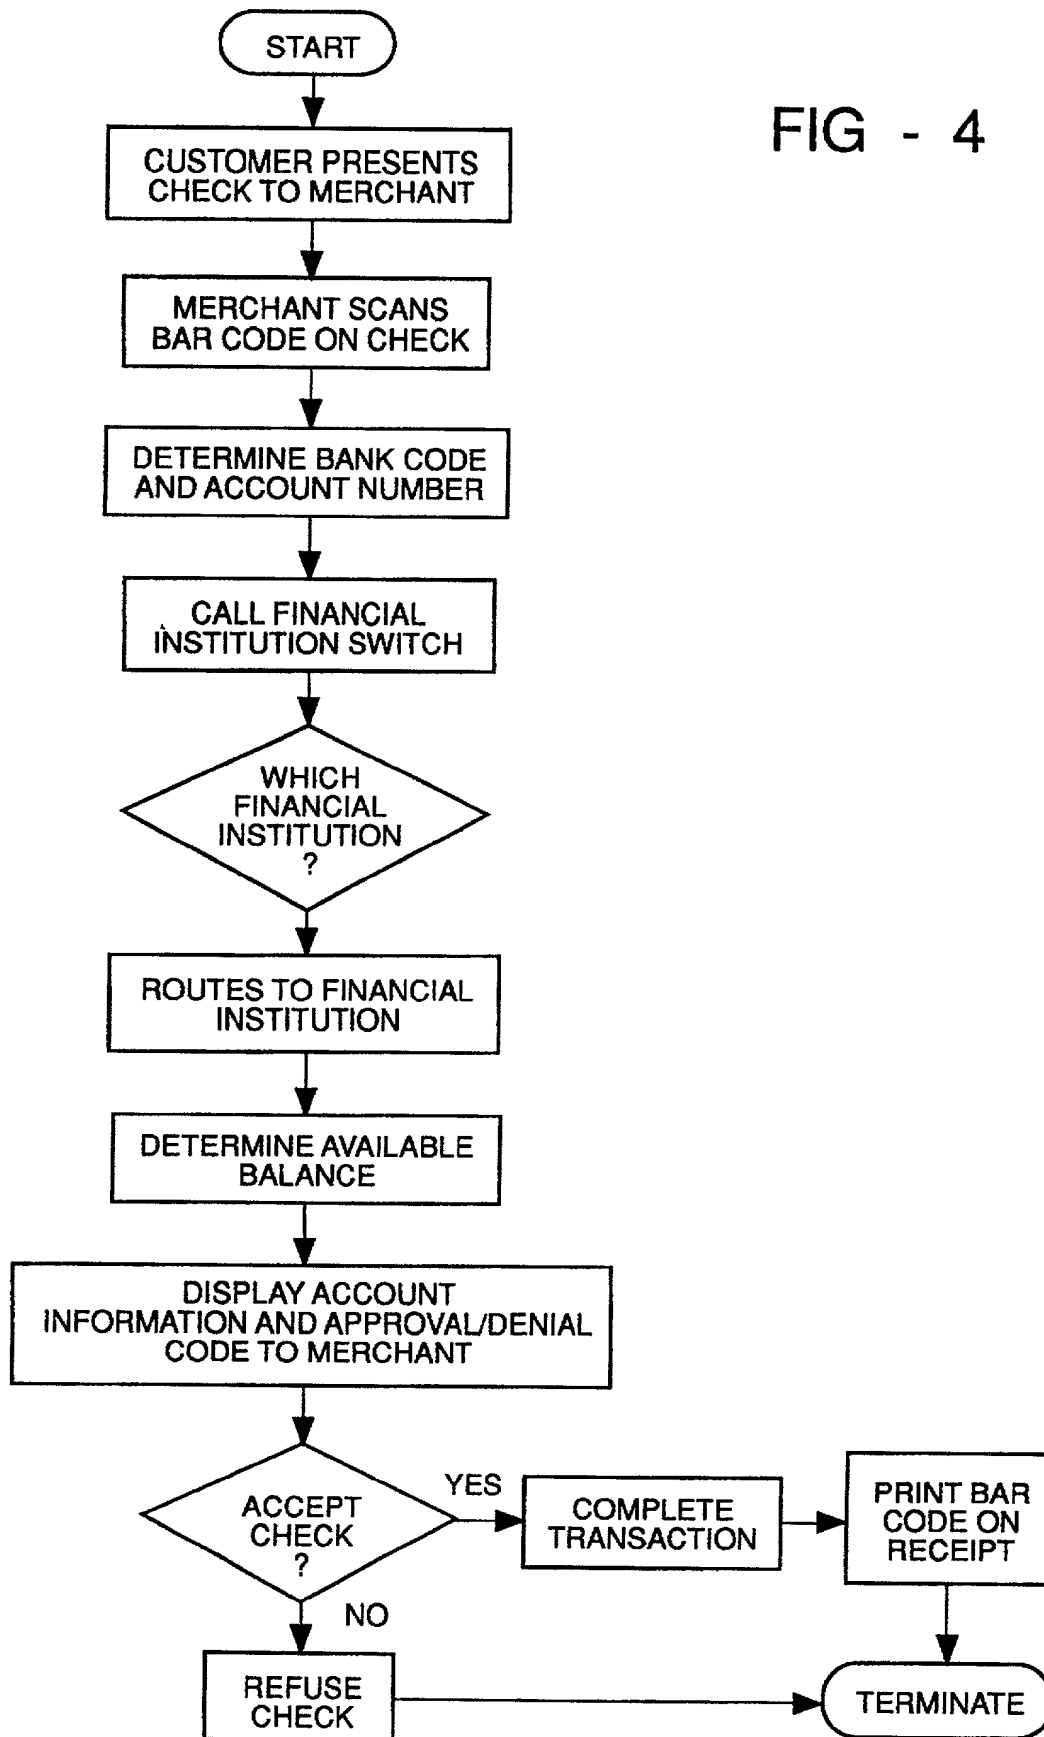 START
FIG - 4
CUSTOMER PRESENTS
CHECK TO MERCHANT
MERCHANT SCANS
BAR CODE ON CHECK
DETERMINE BANK CODE
AND ACCOUNT NUMBER
CALL FINANCIAL
INSTITUTION SWITCH
WHICH
FINANCIAL
INSTITUTION
?
ROUTES TO FINANCIAL
INSTITUTION
DETERMINE AVAILABLE
BALANCE
DISPLAY ACCOUNT
INFORMATION AND APPROVAL/DENIAL
CODE TO MERCHANT
ACCEPT
CHECK
?
YES
COMPLETE
TRANSACTION
PRINT BAR
CODE ON
RECEIPT
NO
REFUSE
CHECK
TERMINATE